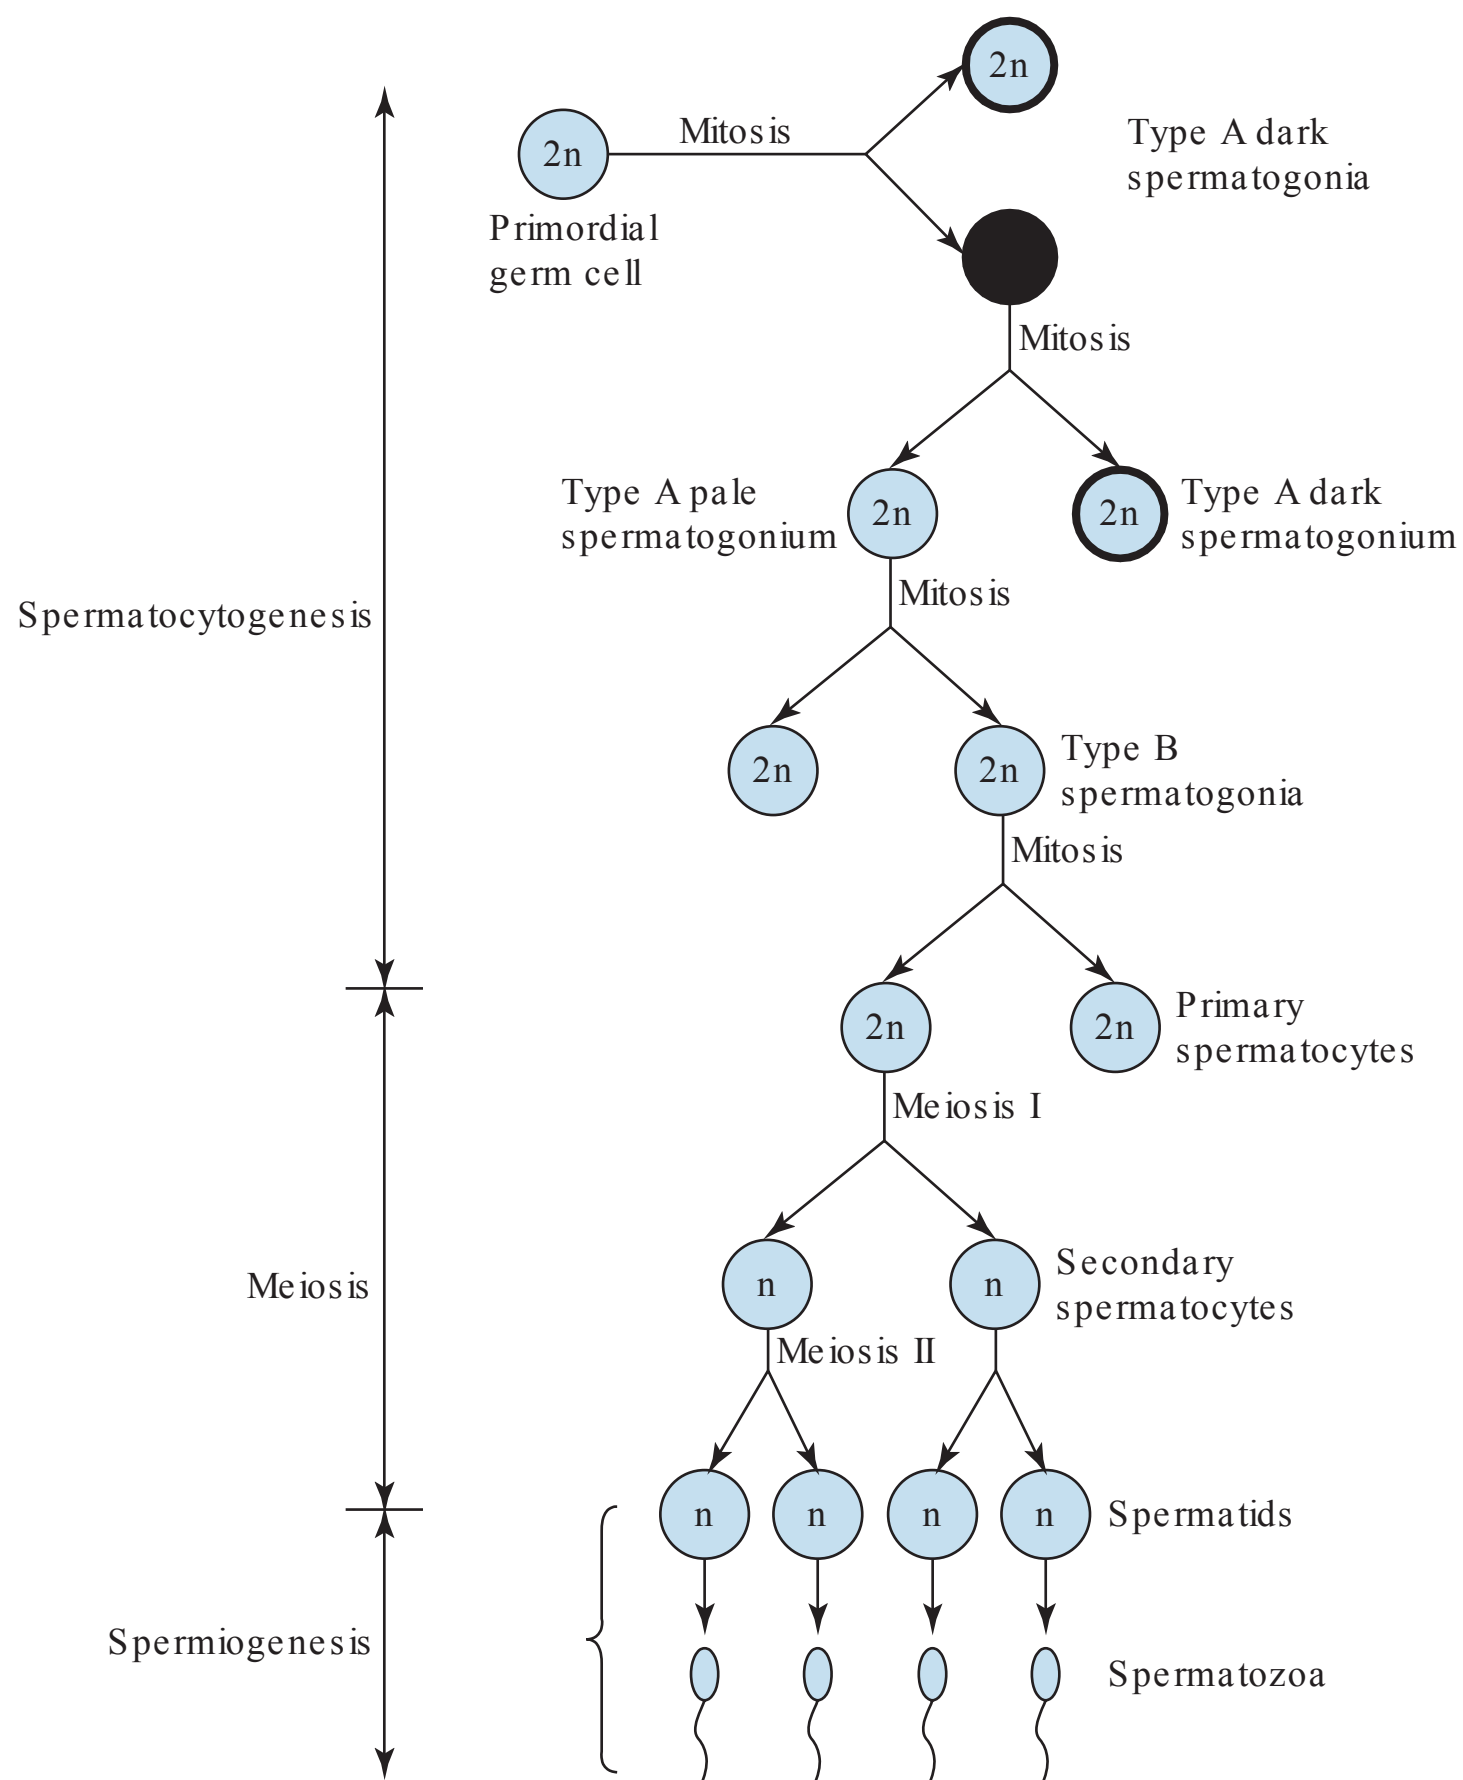 2n
Mitosis
2n
Type A dark
spermatogonia
Primordial
germ cell
Mitosis
Type A pale
spermatogonium
2n
2n
Type A dark
spermatogonium
Mitosis
Spermatocytogenesis
2n
2n
Type B
spermatogonia
Mitosis
2n
2n
Primary
spermatocytes
Meiosis I
Meiosis
n
n
Secondary
spermatocytes
Meiosis II
n
n
n
n
Spermatids
Spermiogenesis
Spermatozoa